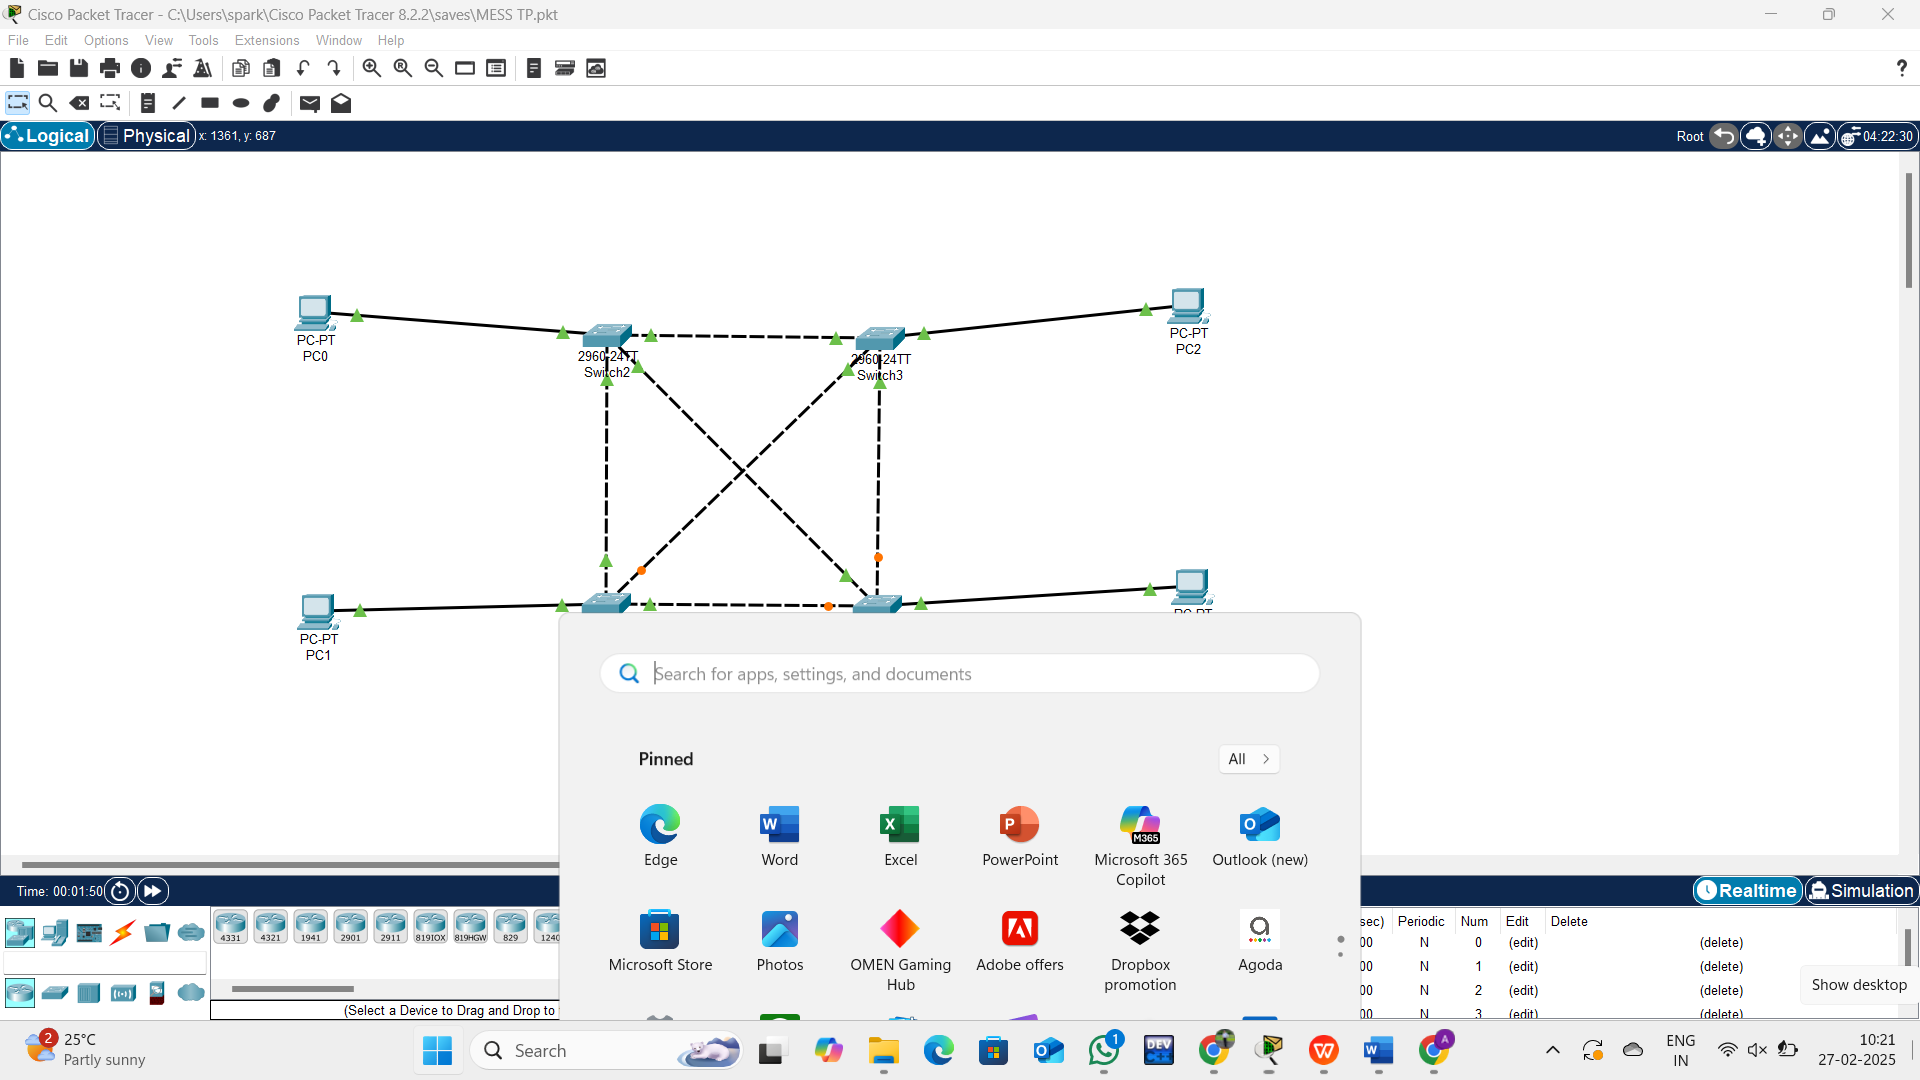 Cisco Packet Tracer - C:\Users\spark\Cisco Packet Tracer 8.2.2\saves\MESS TP.pkt
File Edit Options View Tools Extensions Window Help
?
Logical Physical x: 1361, y: 687 Root 04:22:30
PC-PT
PC0
2960-24TT
Switch2
2960-24TT
Switch3
PC-PT
PC2
PC-PT
PC1
PC-PT
Search for apps, settings, and documents
Pinned All
Edge Word Excel PowerPoint Microsoft 365 Copilot Outlook (new)
M365
Microsoft Store Photos OMEN Gaming Hub Adobe offers Dropbox promotion Agoda
Time: 00:01:50 Realtime Simulation
4331 4321 1941 2901 2911 819IOX 819HGW 829 1240
(Select a Device to Drag and Drop to
sec) Periodic Num Edit Delete
00 N 0 (edit) (delete)
00 N 1 (edit) (delete)
00 N 2 (edit) (delete)
00 N 3 (edit) (delete)
Show desktop
2 25°C
Partly sunny
Search
1
DEV
ENG
IN
10:21
27-02-2025